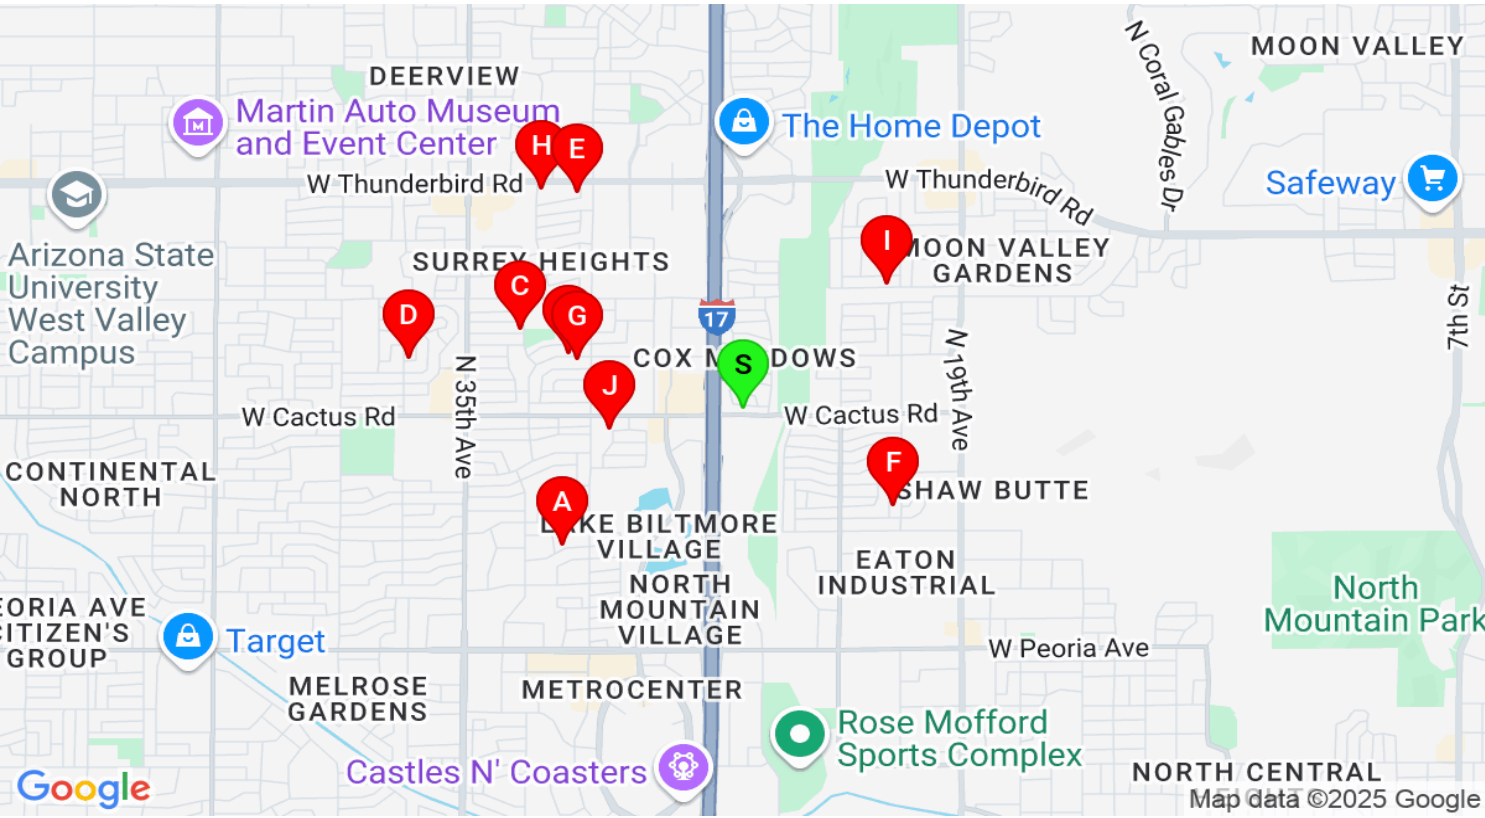 MOON VALLEY
N Coral Gables Dr
DEERVIEW
Martin Auto Museum
and Event Center
The Home Depot
H
E
W Thunderbird Rd
W Thunderbird Rd
Safeway
Arizona State
University
West Valley
Campus
SURREY HEIGHTS
I
MOON VALLEY
GARDENS
C
D
G
17
7th St
COX M
DOWS
S
J
N 35th Ave
N 19th Ave
W Cactus Rd
W Cactus Rd
CONTINENTAL
NORTH
F
SHAW BUTTE
A
KE BILTMORE
VILLAGE
EATON
INDUSTRIAL
NORTH
MOUNTAIN
VILLAGE
North
Mountain Park
EORIA AVE
CITIZEN'S
GROUP
Target
W Peoria Ave
MELROSE
GARDENS
METROCENTER
Rose Mofford
Sports Complex
Castles N' Coasters
NORTH CENTRAL
Google
Map data ©2025 Google